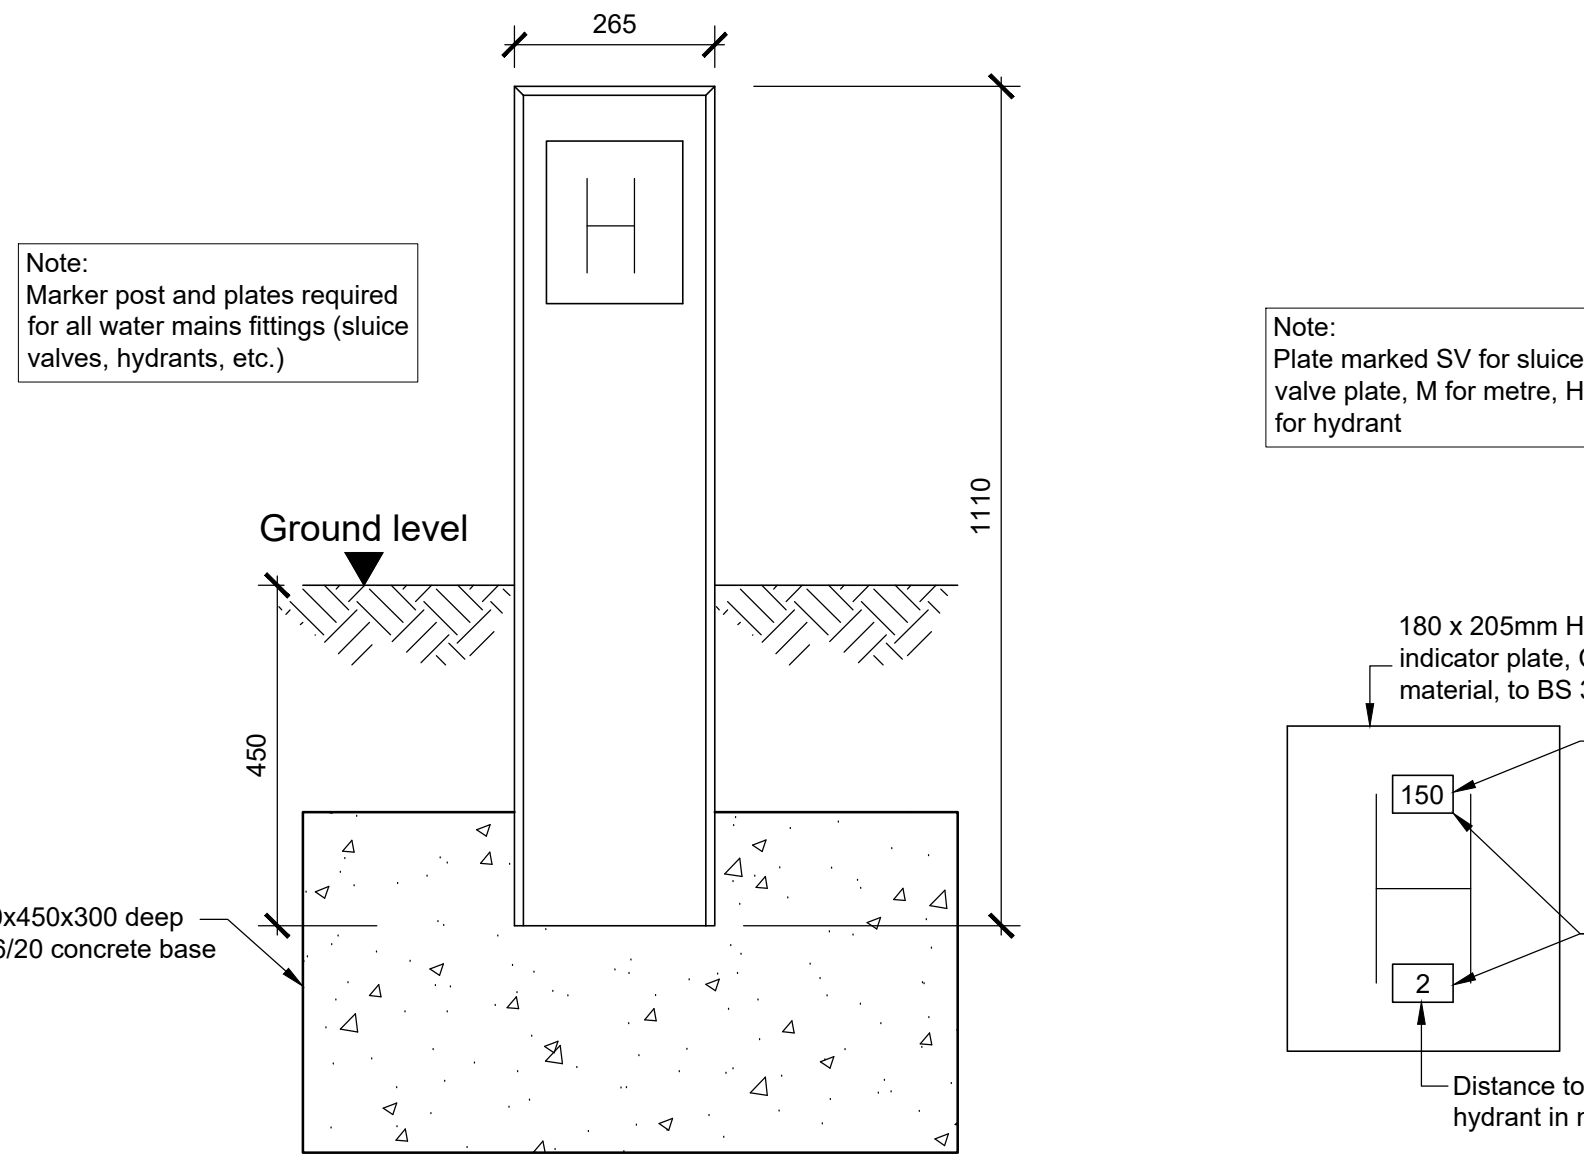 265
H
Note:
Marker post and plates required
for all water mains fittings (sluice
valves, hydrants, etc.)
Ground level
1110
450
x450x300 deep
/20 concrete base
Note:
Plate marked SV for sluice
valve plate, M for metre, H
for hydrant
180 x 205mm H
indicator plate,
material, to BS
150
H
2
Distance to
hydrant in